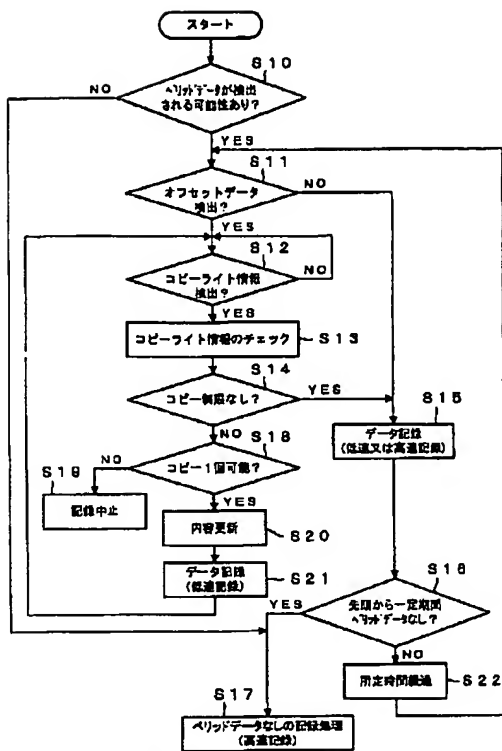 スタート
S10
ベリッドデータが検出
される可能性あり?
NO
YES
S11
オフセットデータ
検出?
NO
YES
S12
コピーライト情報
検出?
NO
YES
コピーライト情報のチェック
S13
S14
コピー制限なし?
YES
NO
S15
データ記録
(低速又は高速記録)
S18
コピー1個可能?
NO
YES
S19
記録中止
内容更新
S20
データ記録
(低速記録)
S21
S16
先頭から一定期間
ベリッドデータなし?
YES
NO
所定時間経過
S22
S17
ベリッドデータなしの記録処理
(高速記録)